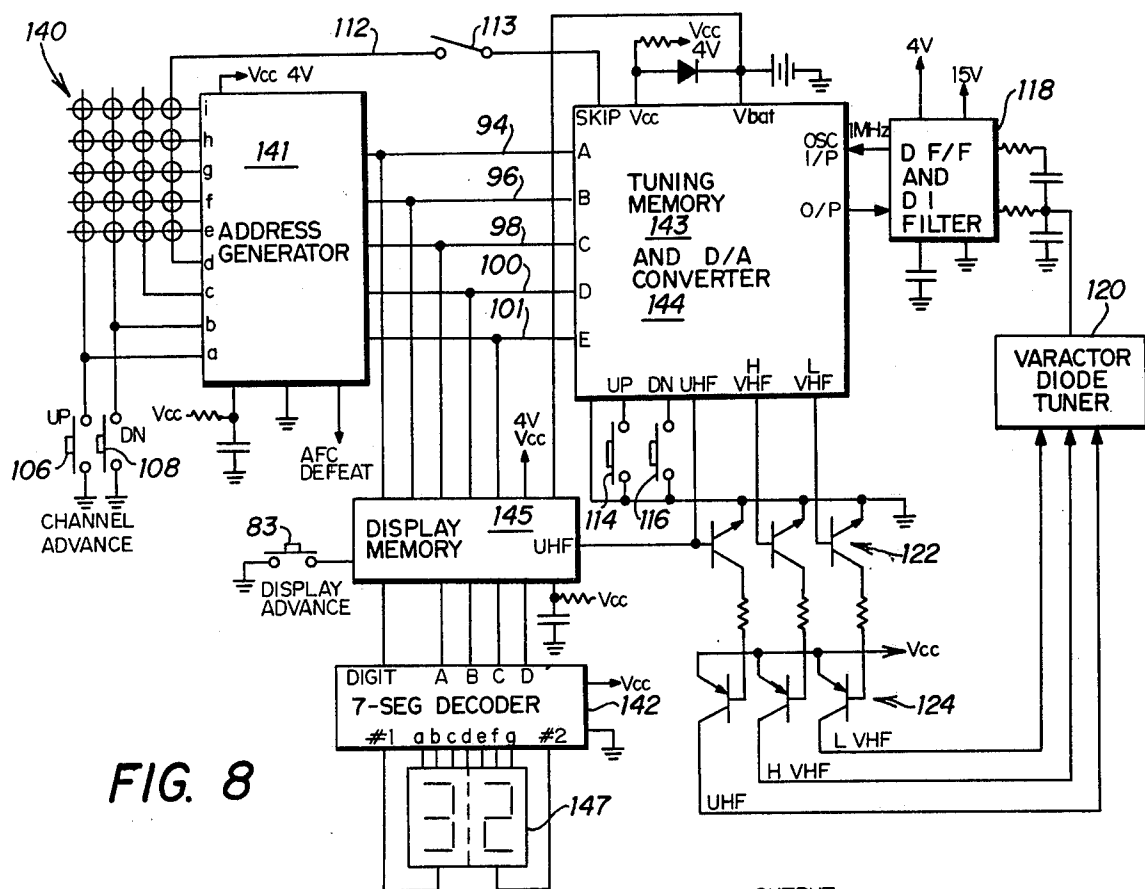 140
112
113
Vcc 4V
i
h
g
f
e
d
c
b
a
141
ADDRESS
GENERATOR
94
96
98
100
101
Vcc
4V
SKIP
Vcc
Vbat
A
B
C
D
E
TUNING
MEMORY
143
AND D/A
CONVERTER
144
OSC
I/P
O/P
1MHz
4V
15V
118
D F/F
AND
D I
FILTER
120
VARACTOR
DIODE
TUNER
UP
DN
UHF
H
VHF
L
VHF
UP
DN
106
108
CHANNEL
ADVANCE
Vcc
AFC
DEFEAT
4V
Vcc
114
116
83
DISPLAY
ADVANCE
DISPLAY
MEMORY
145
UHF
Vcc
122
Vcc
124
DIGIT
A
B
C
D
7-SEG DECODER
#1
a
b
c
d
e
f
g
#2
Vcc
142
L VHF
H VHF
UHF
32
147
FIG. 8